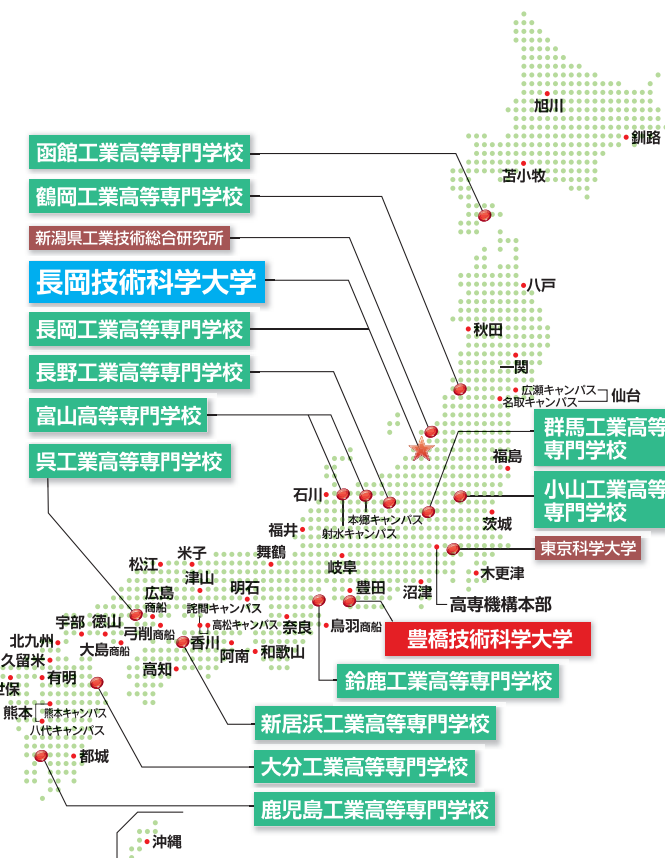 旭川
釧路
函館工業高等専門学校
苫小牧
鶴岡工業高等専門学校
新潟県工業技術総合研究所
長岡技術科学大学
八戸
長岡工業高等専門学校
秋田
長野工業高等専門学校
一関
広瀬キャンパス
名取キャンパス
仙台
富山高等専門学校
群馬工業高等
専門学校
呉工業高等専門学校
福島
小山工業高等
専門学校
石川
本郷キャンパス
射水キャンパス
茨城
福井
東京科学大学
米子
舞鶴
松江
岐阜
木更津
津山
明石
豊田
沼津
広島
商船
高専機構本部
詫間キャンパス
宇部
徳山
高松キャンパス
奈良
鳥羽商船
豊橋技術科学大学
弓削商船
北九州
香川
大島商船
阿南
和歌山
久留米
高知
有明
鈴鹿工業高等専門学校
世保
熊本
熊本キャンパス
新居浜工業高等専門学校
八代キャンパス
都城
大分工業高等専門学校
鹿児島工業高等専門学校
沖縄